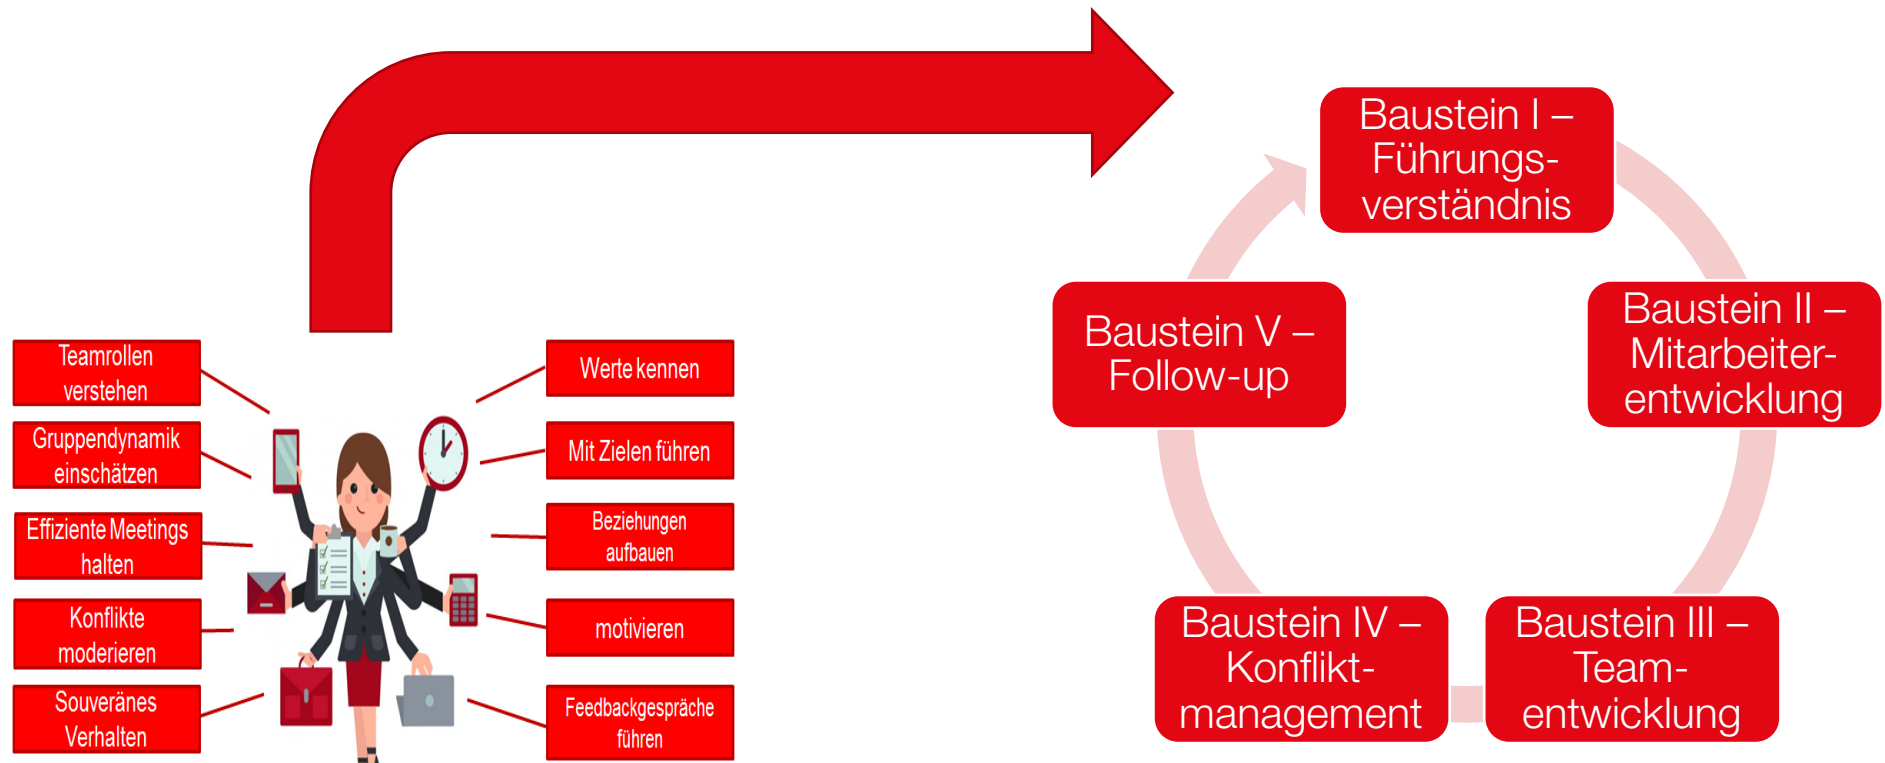 Teamrollen
verstehen
Gruppendynamik
einschätzen
Effiziente Meetings
halten
Konflikte
moderieren
Souveränes
Verhalten
Werte kennen
Mit Zielen führen
Beziehungen
aufbauen
motivieren
Feedbackgespräche
führen
Baustein I –
Führungs-
verständnis
Baustein II –
Mitarbeiter-
entwicklung
Baustein III –
Team-
entwicklung
Baustein IV –
Konflikt-
management
Baustein V –
Follow-up